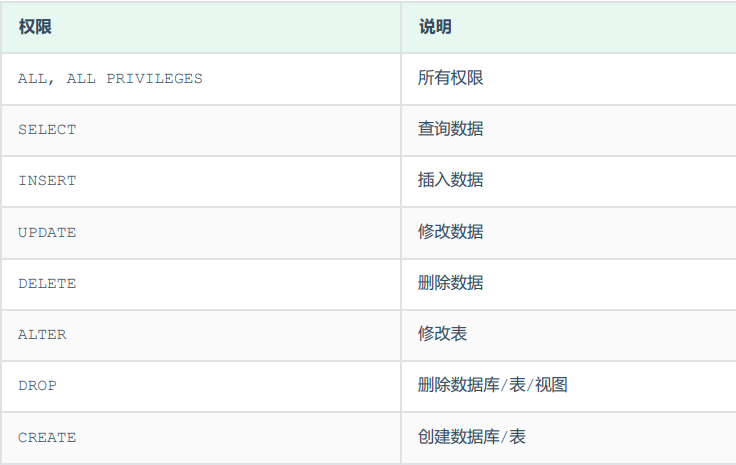 权限 说明
ALL, ALL PRIVILEGES 所有权限
SELECT 查询数据
INSERT 插入数据
UPDATE 修改数据
DELETE 删除数据
ALTER 修改表
DROP 删除数据库/表/视图
CREATE 创建数据库/表